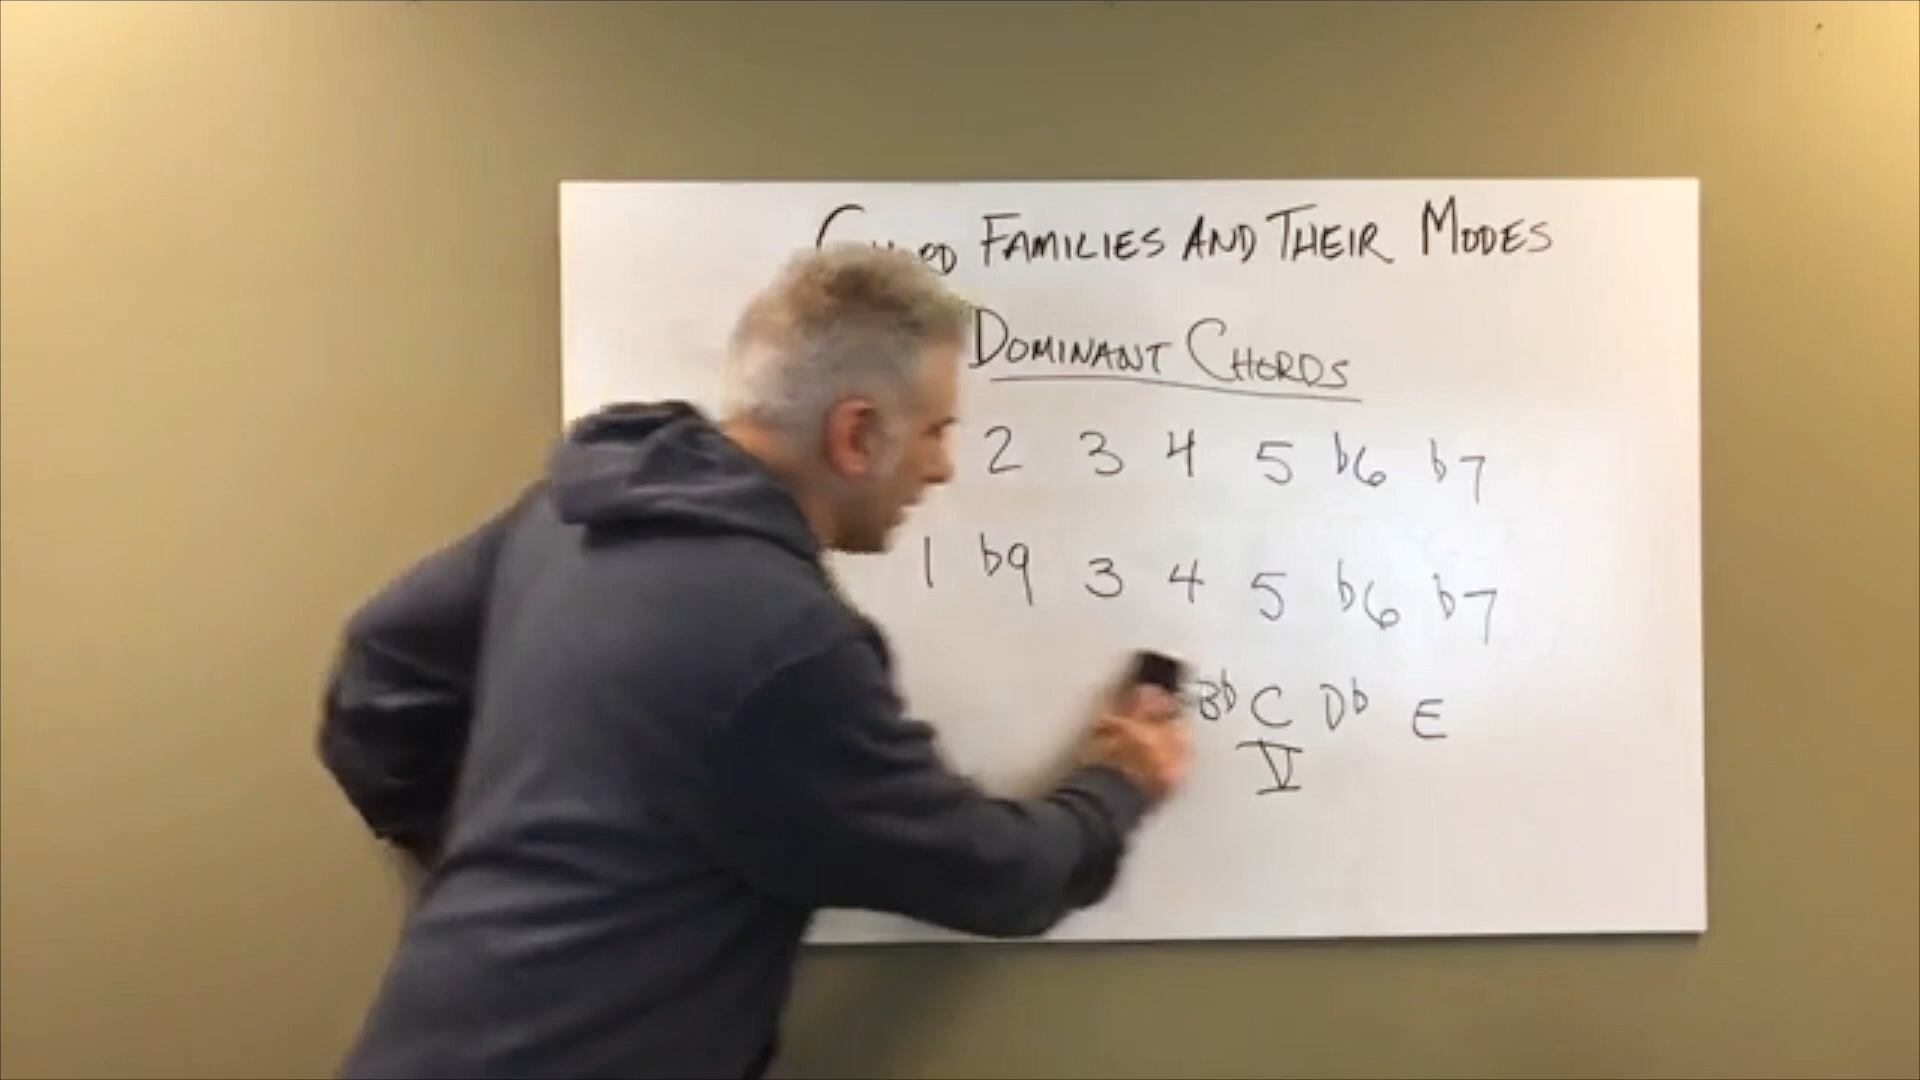 FAMILIES AND THEIR MODES
DOMINANT CHORDS
2 3 4 5 b6 b7
1 b9 3 4 5 b6 b7
Bb C Db E
V